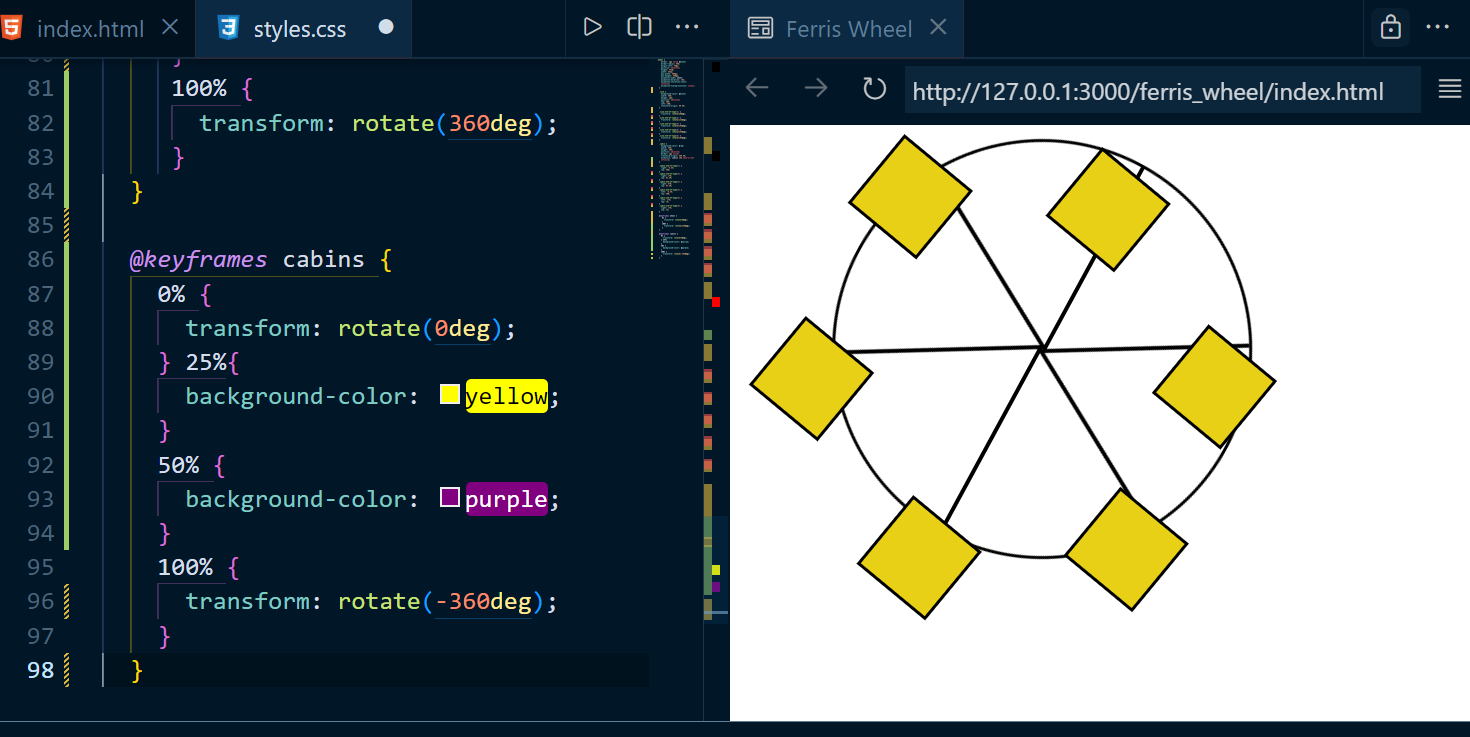 index.html
styles.css
Ferris Wheel
http://127.0.0.1:3000/ferris_wheel/index.html
81 100% {
82 transform: rotate(360deg);
83 }
84 }
85
86 @keyframes cabins {
87 0% {
88 transform: rotate(0deg);
89 } 25%{
90 background-color: yellow;
91 }
92 50% {
93 background-color: purple;
94 }
95 100% {
96 transform: rotate(-360deg);
97 }
98 }